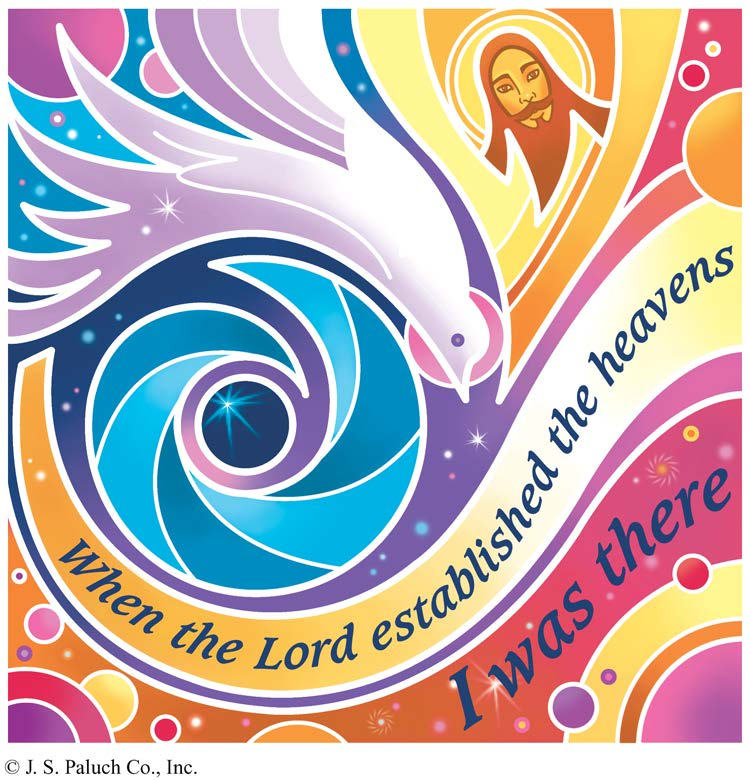 When the Lord established the heavens
I was there
© J. S. Paluch Co., Inc.